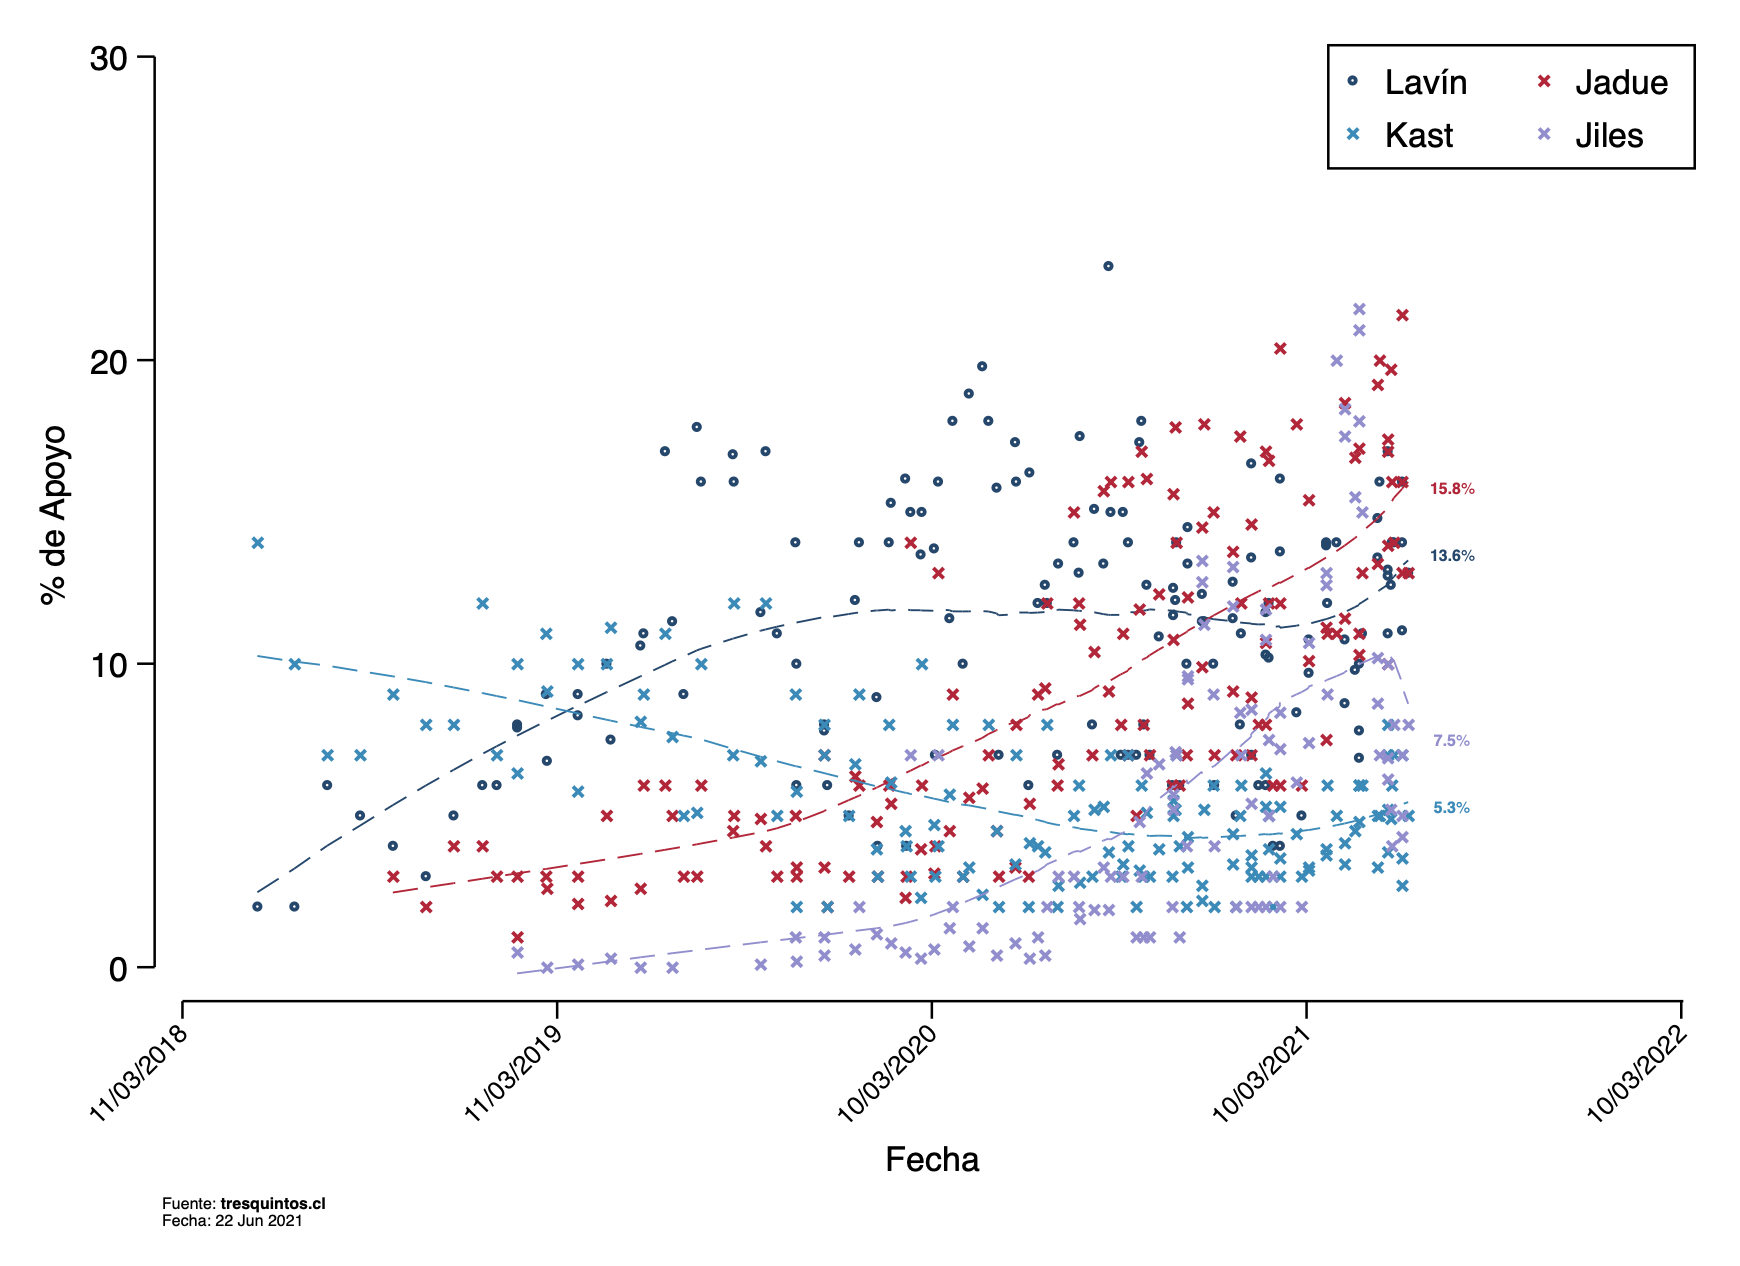 30
20
10
0
% de Apoyo
Lavín
Jadue
Kast
Jiles
15.8%
13.6%
7.5%
5.3%
11/03/2018
11/03/2019
10/03/2020
10/03/2021
10/03/2022
Fecha
Fuente: tresquintos.cl
Fecha: 22 Jun 2021